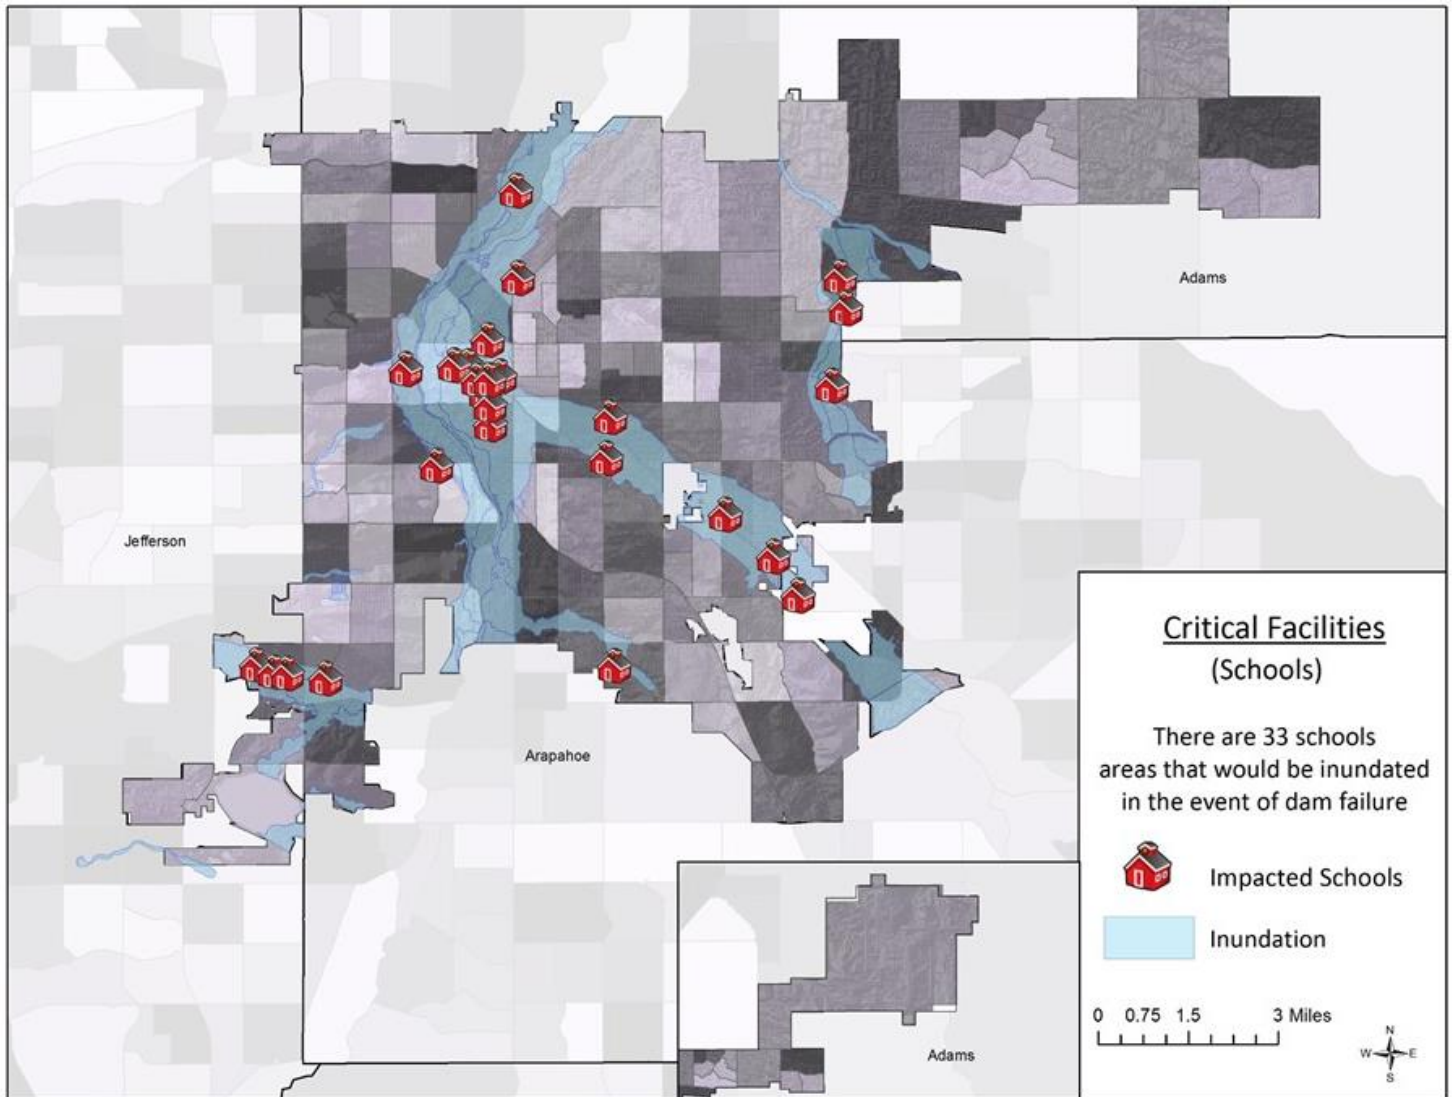 Adams
Jefferson
Arapahoe
Critical Facilities
(Schools)
There are 33 schools
areas that would be inundated
in the event of dam failure
Impacted Schools
Inundation
0 0.75 1.5 3 Miles
N
W E
S
Adams